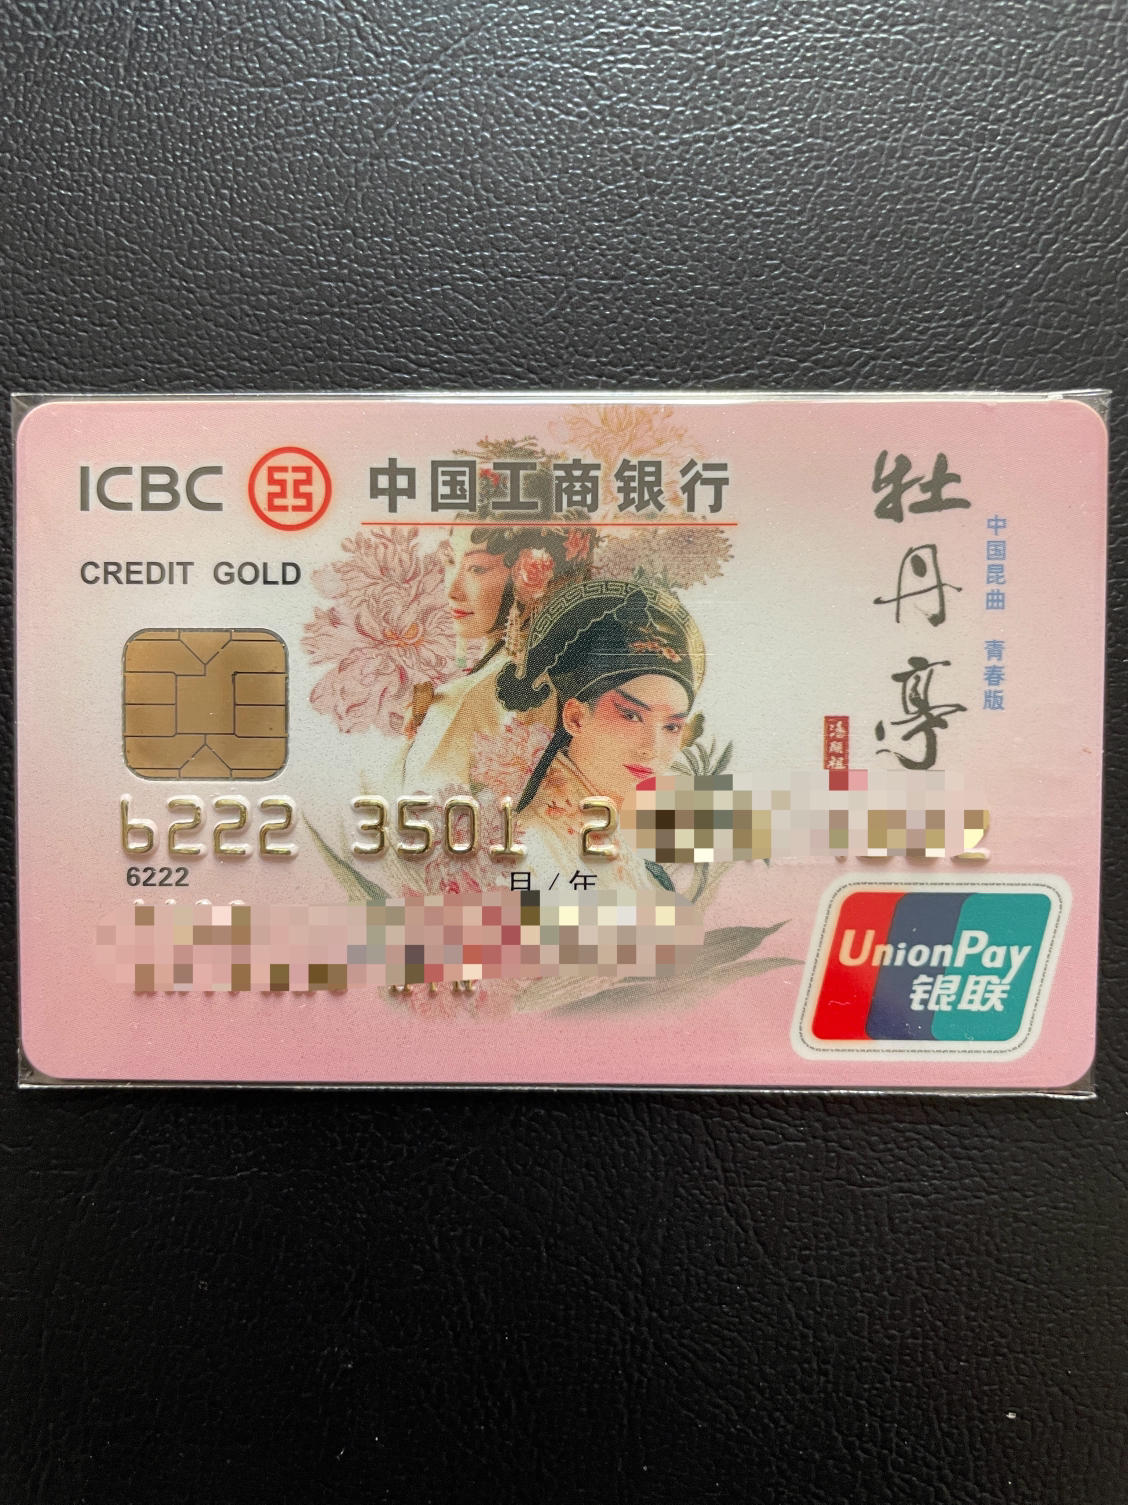 ICBC 中国工商银行
CREDIT GOLD
牡丹亭
中国昆曲 青春版
6222 3501 2
6222
月/年
UnionPay
银联